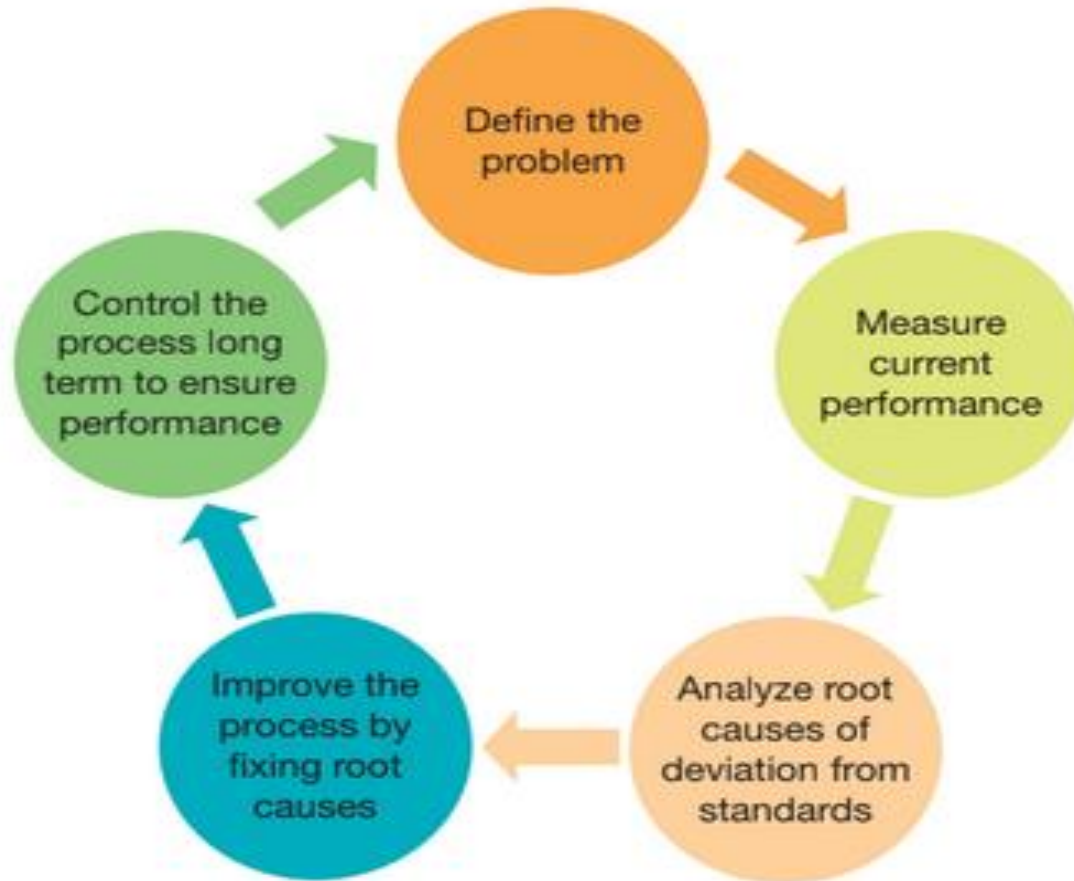 Define the
problem
Measure
current
performance
Analyze root
causes of
deviation from
standards
Improve the
process by
fixing root
causes
Control the
process long
term to ensure
performance